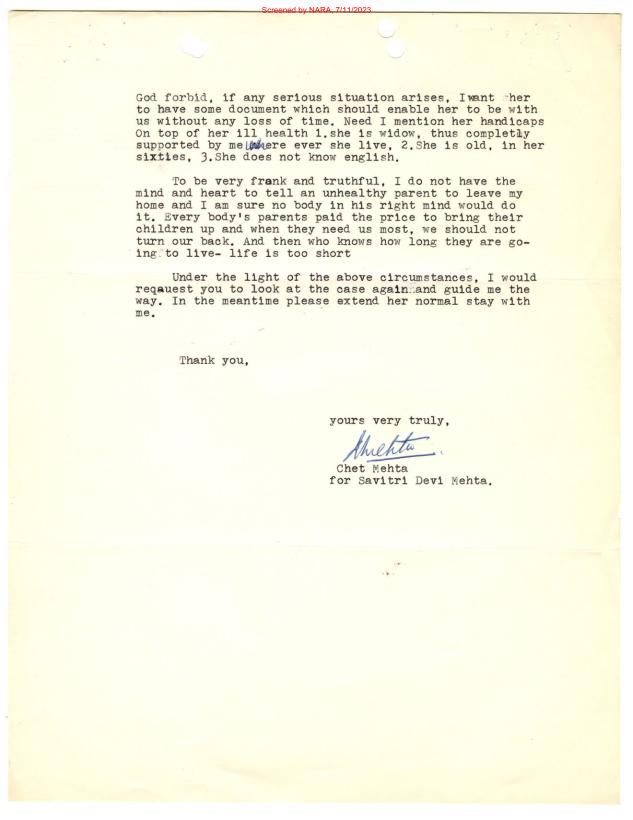 Screened by NARA, 7/11/2023
God forbid, if any serious situation arises, I want her
to have some document which should enable her to be with
us without any loss of time. Need I mention her handicaps
On top of her ill health 1.she is widow, thus completly
supported by me where ever she live, 2.She is old, in her
sixties, 3.She does not know english.
To be very frank and truthful, I do not have the
mind and heart to tell an unhealthy parent to leave my
home and I am sure no body in his right mind would do
it. Every body's parents paid the price to bring their
children up and when they need us most, we should not
turn our back. And then who knows how long they are go-
ing to live- life is too short
Under the light of the above circumstances, I would
reqauest you to look at the case again and guide me the
way. In the meantime please extend her normal stay with
me.
Thank you,
yours very truly,
Chet Mehta
for Savitri Devi Mehta.